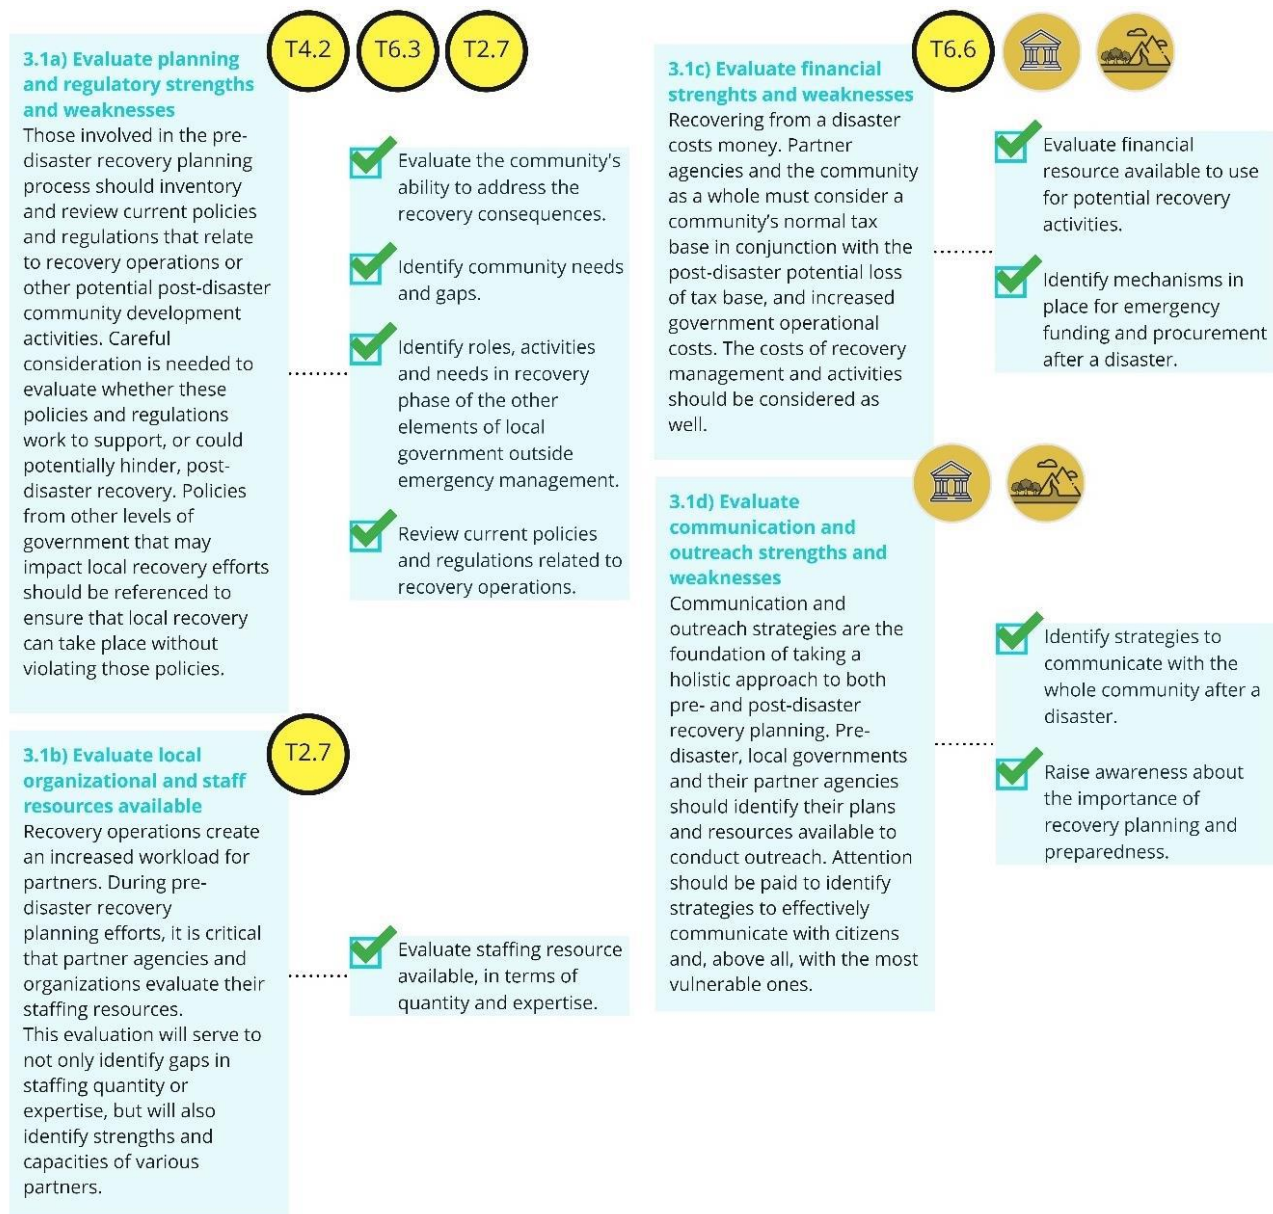 T4.2
T6.3
T2.7
3.1a) Evaluate planning
and regulatory strengths
and weaknesses
Those involved in the pre-
disaster recovery planning
process should inventory
and review current policies
and regulations that relate
to recovery operations or
other potential post-disaster
community development
activities. Careful
consideration is needed to
evaluate whether these
policies and regulations
work to support, or could
potentially hinder, post-
disaster recovery. Policies
from other levels of
government that may
impact local recovery efforts
should be referenced to
ensure that local recovery
can take place without
violating those policies.
Evaluate the community's
ability to address the
recovery consequences.
Identify community needs
and gaps.
Identify roles, activities
and needs in recovery
phase of the other
elements of local
government outside
emergency management.
Review current policies
and regulations related to
recovery operations.
T2.7
3.1b) Evaluate local
organizational and staff
resources available
Recovery operations create
an increased workload for
partners. During pre-
disaster recovery
planning efforts, it is critical
that partner agencies and
organizations evaluate their
staffing resources.
This evaluation will serve to
not only identify gaps in
staffing quantity or
expertise, but will also
identify strengths and
capacities of various
partners.
Evaluate staffing resource
available, in terms of
quantity and expertise.
T6.6
3.1c) Evaluate financial
strenghts and weaknesses
Recovering from a disaster
costs money. Partner
agencies and the community
as a whole must consider a
community’s normal tax
base in conjunction with the
post-disaster potential loss
of tax base, and increased
government operational
costs. The costs of recovery
management and activities
should be considered as
well.
Evaluate financial
resource available to use
for potential recovery
activities.
Identify mechanisms in
place for emergency
funding and procurement
after a disaster.
3.1d) Evaluate
communication and
outreach strengths and
weaknesses
Communication and
outreach strategies are the
foundation of taking a
holistic approach to both
pre- and post-disaster
recovery planning. Pre-
disaster, local governments
and their partner agencies
should identify their plans
and resources available to
conduct outreach. Attention
should be paid to identify
strategies to effectively
communicate with citizens
and, above all, with the most
vulnerable ones.
Identify strategies to
communicate with the
whole community after a
disaster.
Raise awareness about
the importance of
recovery planning and
preparedness.